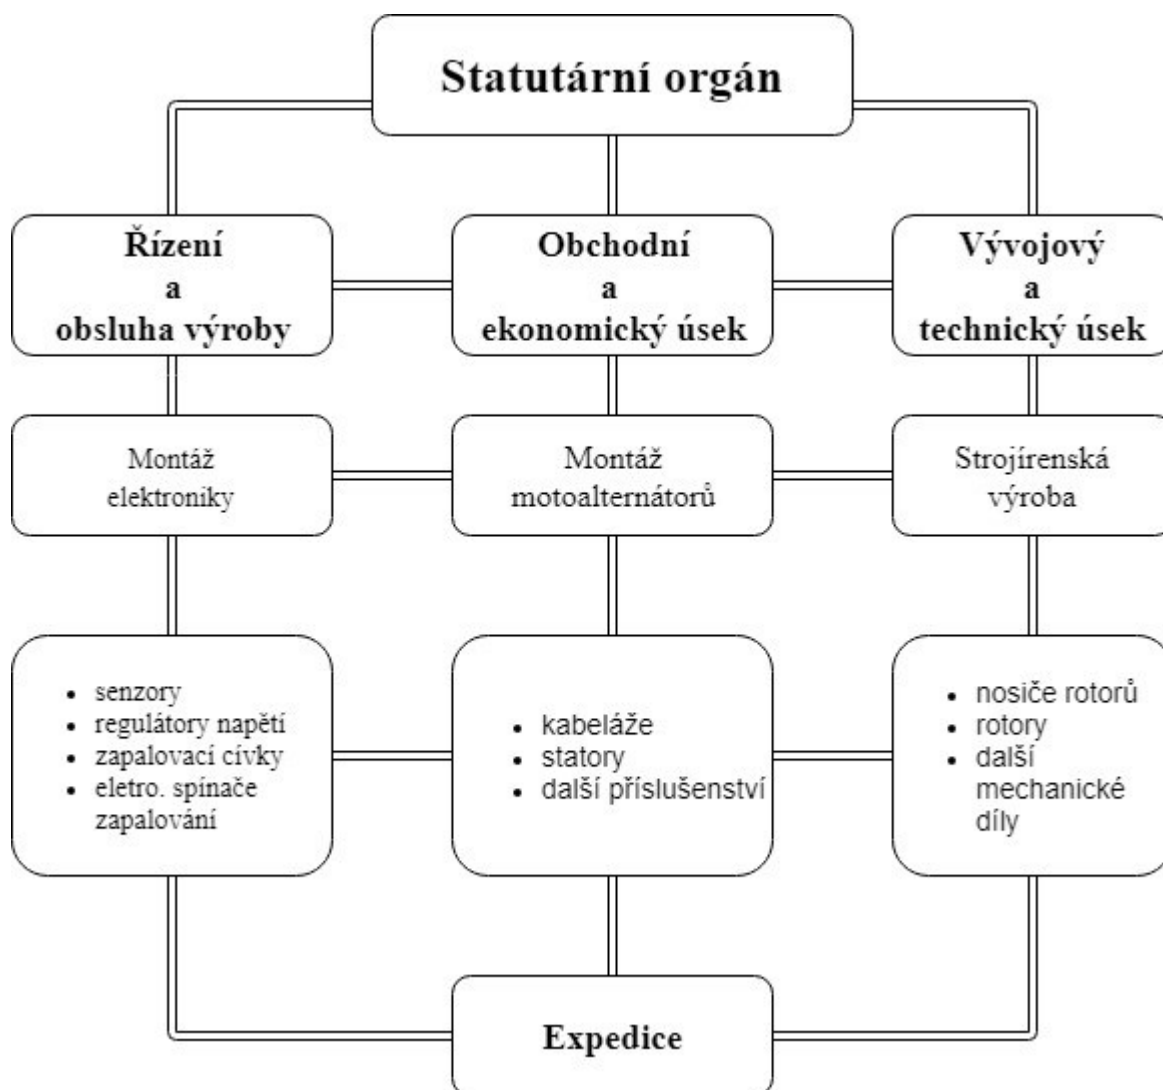 Statutární orgán
Řízení
a
obsluha výroby
Obchodní
a
ekonomický úsek
Vývojový
a
technický úsek
Montáž
elektroniky
Montáž
motoalternátorů
Strojírenská
výroba
• senzory
• regulátory napětí
• zapalovací cívky
• eletro. spínače
zapalování
• kabeláže
• statory
• další příslušenství
• nosiče rotorů
• rotory
• další
mechanické
díly
Expedice